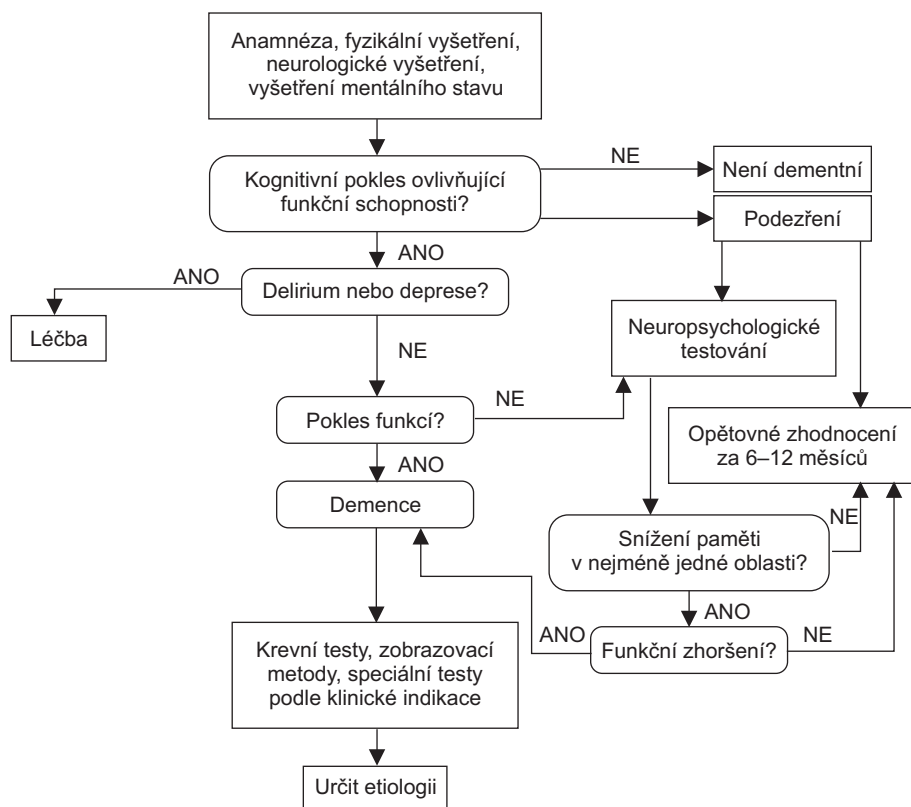 Anamnéza, fyzikální vyšetření,
neurologické vyšetření,
vyšetření mentálního stavu
NE
Kognitivní pokles ovlivňující
funkční schopnosti?
Není dementní
Podezření
ANO
ANO
Delirium nebo deprese?
Léčba
NE
Neuropsychologické
testování
NE
Pokles funkcí?
Opětovné zhodnocení
za 6–12 měsíců
ANO
Demence
NE
Snížení paměti
v nejméně jedné oblasti?
ANO
ANO
NE
Funkční zhoršení?
Krevní testy, zobrazovací
metody, speciální testy
podle klinické indikace
Určit etiologii